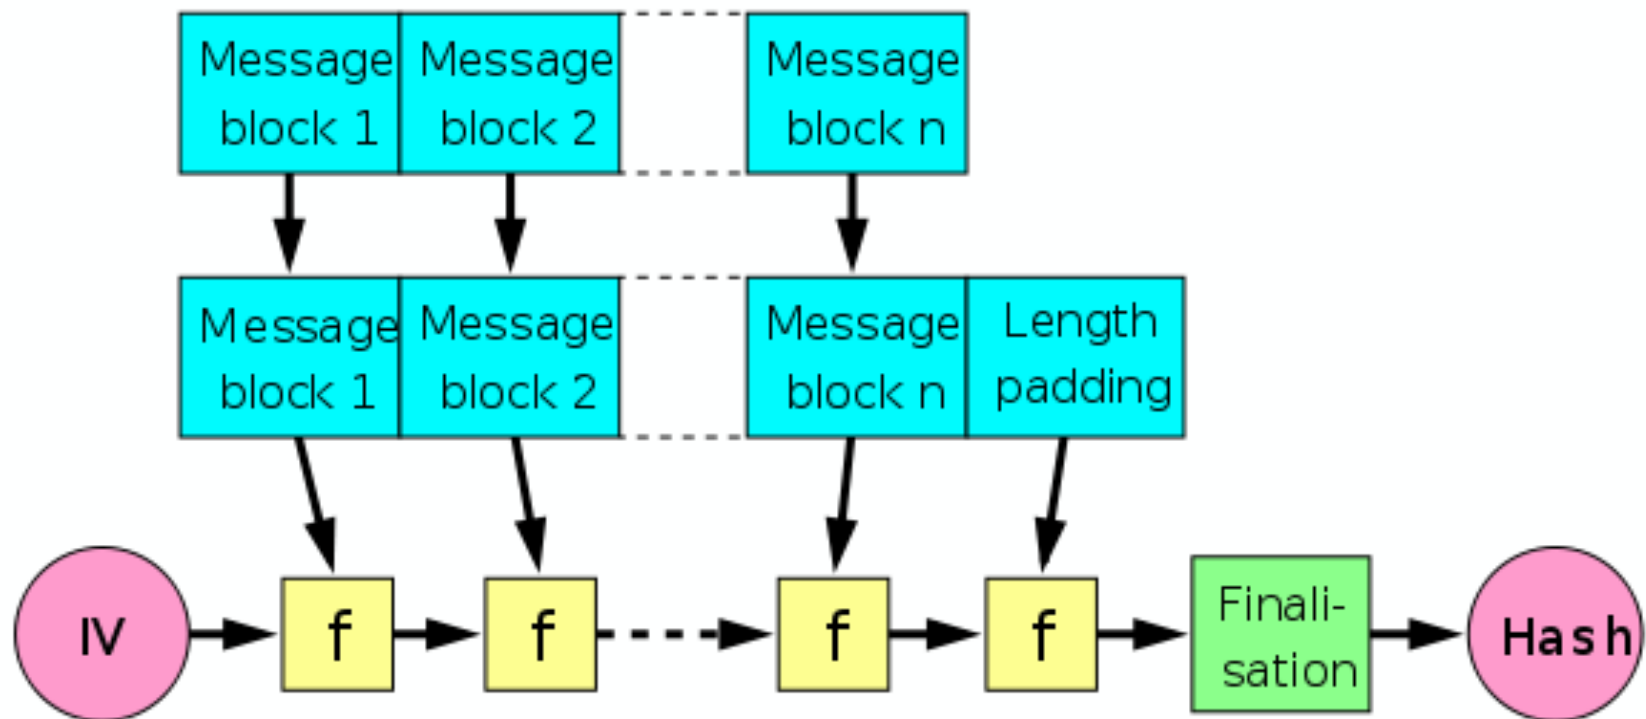 Message
block 1
Message
block 2
Message
block n
Message
block 1
Message
block 2
Message
block n
Length
padding
IV
f
f
f
f
Finali-
sation
Hash